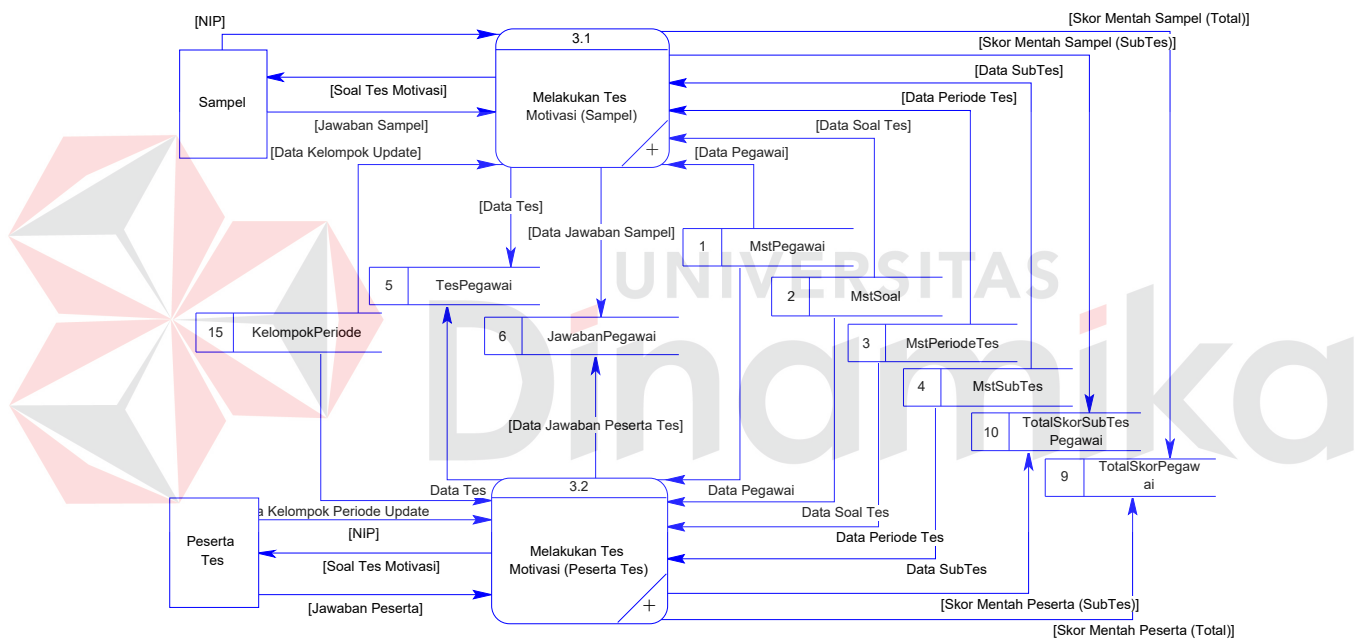 [NIP]
[Skor Mentah Sampel (Total)]
3.1
[Skor Mentah Sampel (SubTes)]
[Data SubTes]
[Soal Tes Motivasi]
Sampel
Melakukan Tes
Motivasi (Sampel)
[Data Periode Tes]
[Jawaban Sampel]
[Data Soal Tes]
[Data Kelompok Update]
+
[Data Pegawai]
[Data Tes]
[Data Jawaban Sampel]
1 MstPegawai
UNIVERSITAS
5 TesPegawai
2 MstSoal
15 KelompokPeriode
6 JawabanPegawai
3 MstPeriodeTes
Dinamika
4 MstSubTes
[Data Jawaban Peserta Tes]
10 TotalSkorSubTes
Pegawai
9 TotalSkorPegaw
ai
3.2
Data Tes
Data Pegawai
a Kelompok Periode Update
Data Soal Tes
[NIP]
Data Periode Tes
Peserta
Tes
Melakukan Tes
Motivasi (Peserta Tes)
[Soal Tes Motivasi]
Data SubTes
[Jawaban Peserta]
+
[Skor Mentah Peserta (SubTes)]
[Skor Mentah Peserta (Total)]